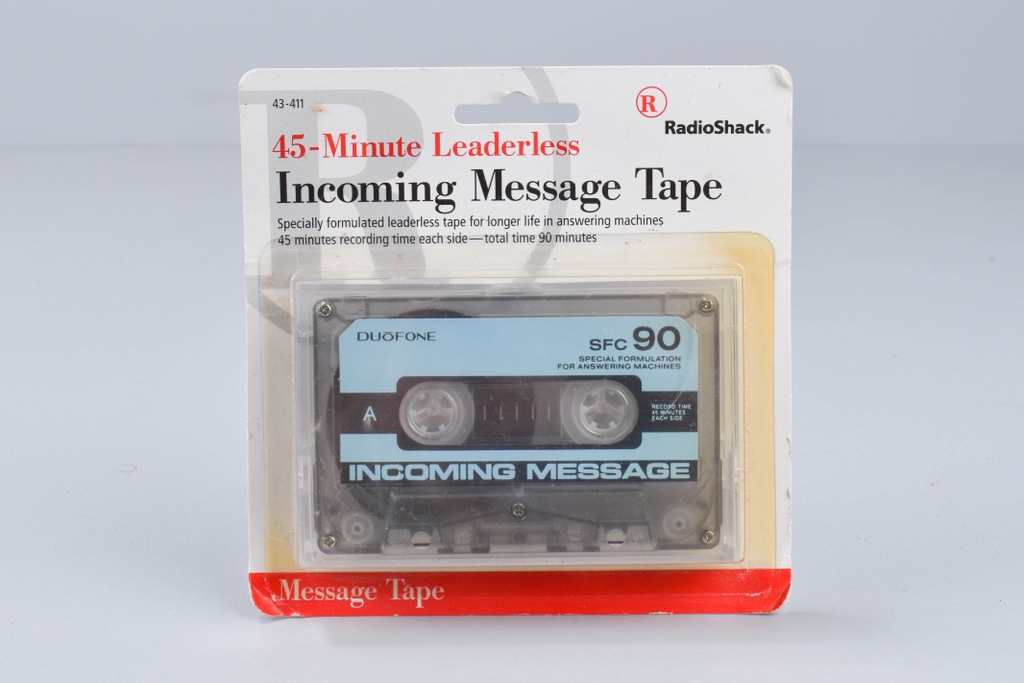 43-411
R
RadioShack®
45-Minute Leaderless
Incoming Message Tape
Specially formulated leaderless tape for longer life in answering machines
45 minutes recording time each side—total time 90 minutes
DUōFONE
SFC 90
SPECIAL FORMULATION
FOR ANSWERING MACHINES
A
RECORD TIME
45 MINUTES
EACH SIDE
INCOMING MESSAGE
Message Tape